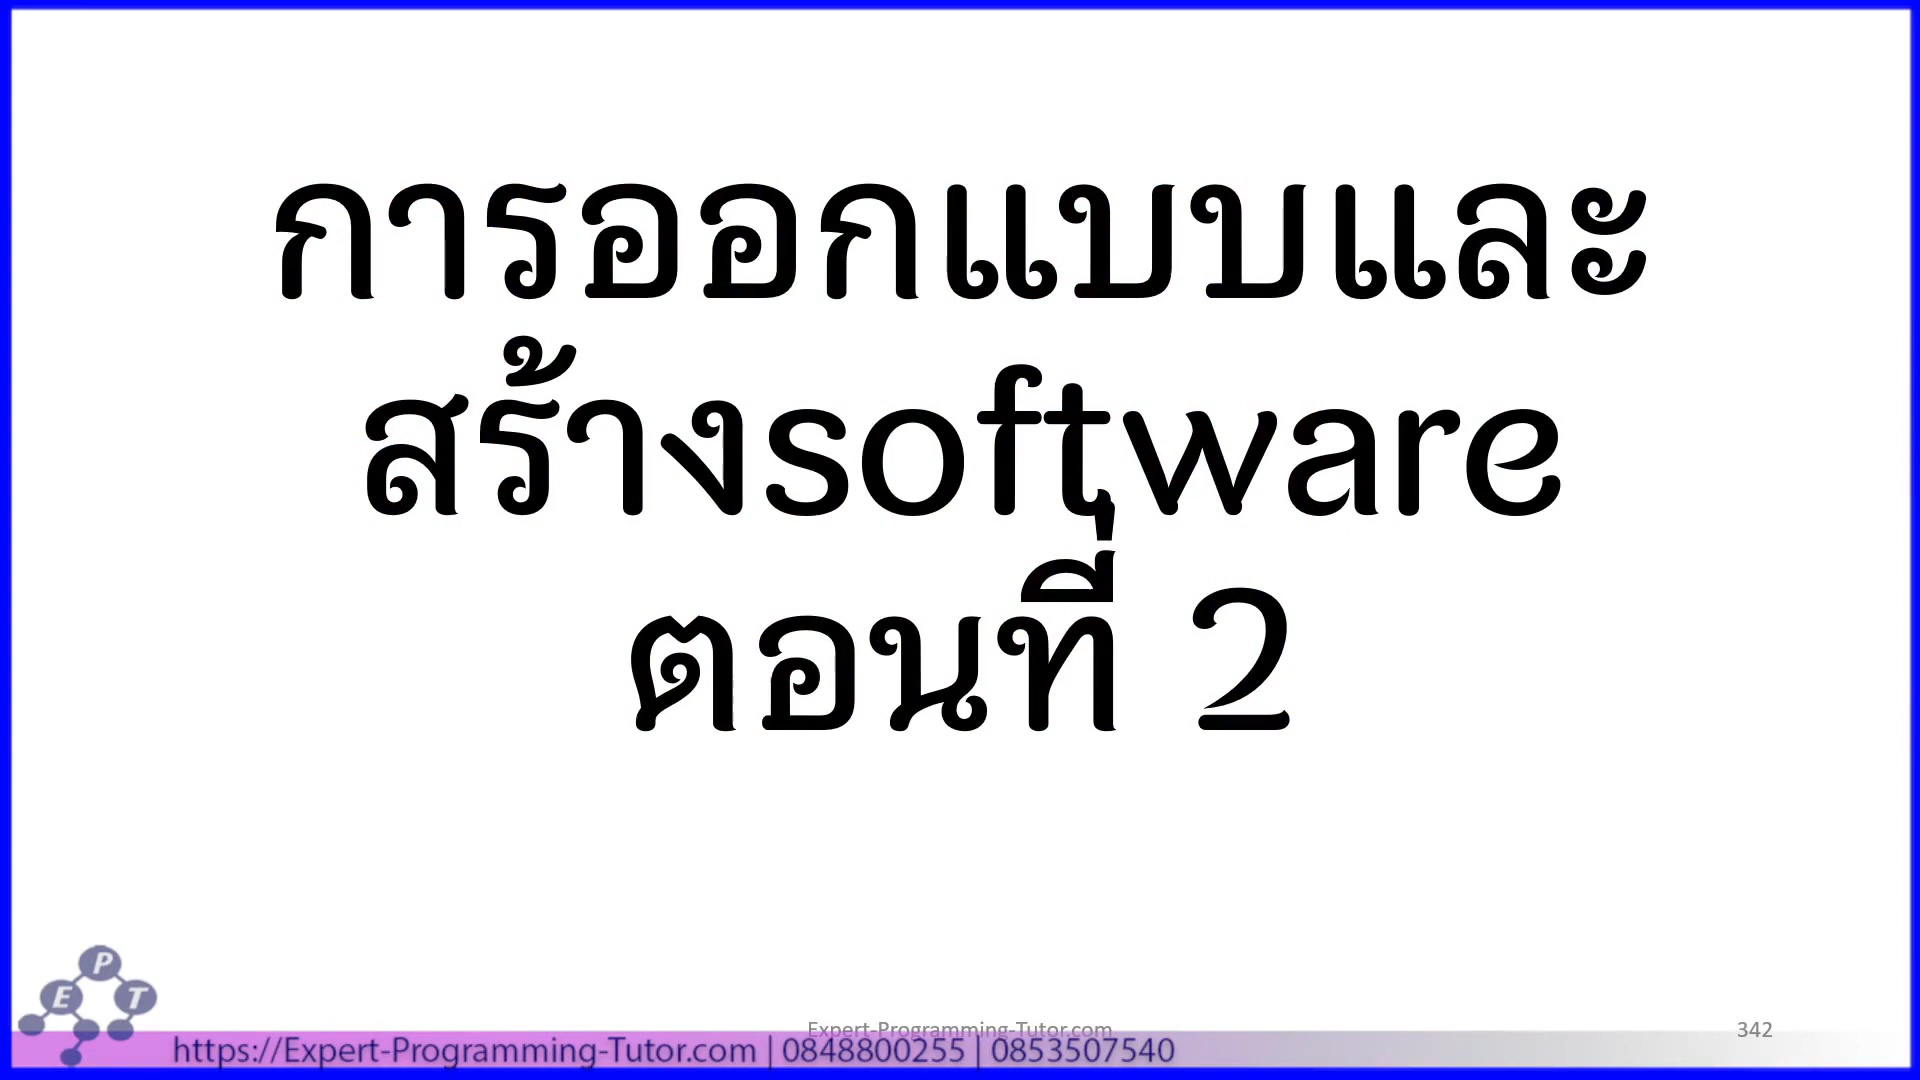 การออกแบบและ
สร้างsoftware
ตอนที่ 2
P
E T
Expert-Programming-Tutor.com
342
https://Expert-Programming-Tutor.com | 0848800255 | 0853507540